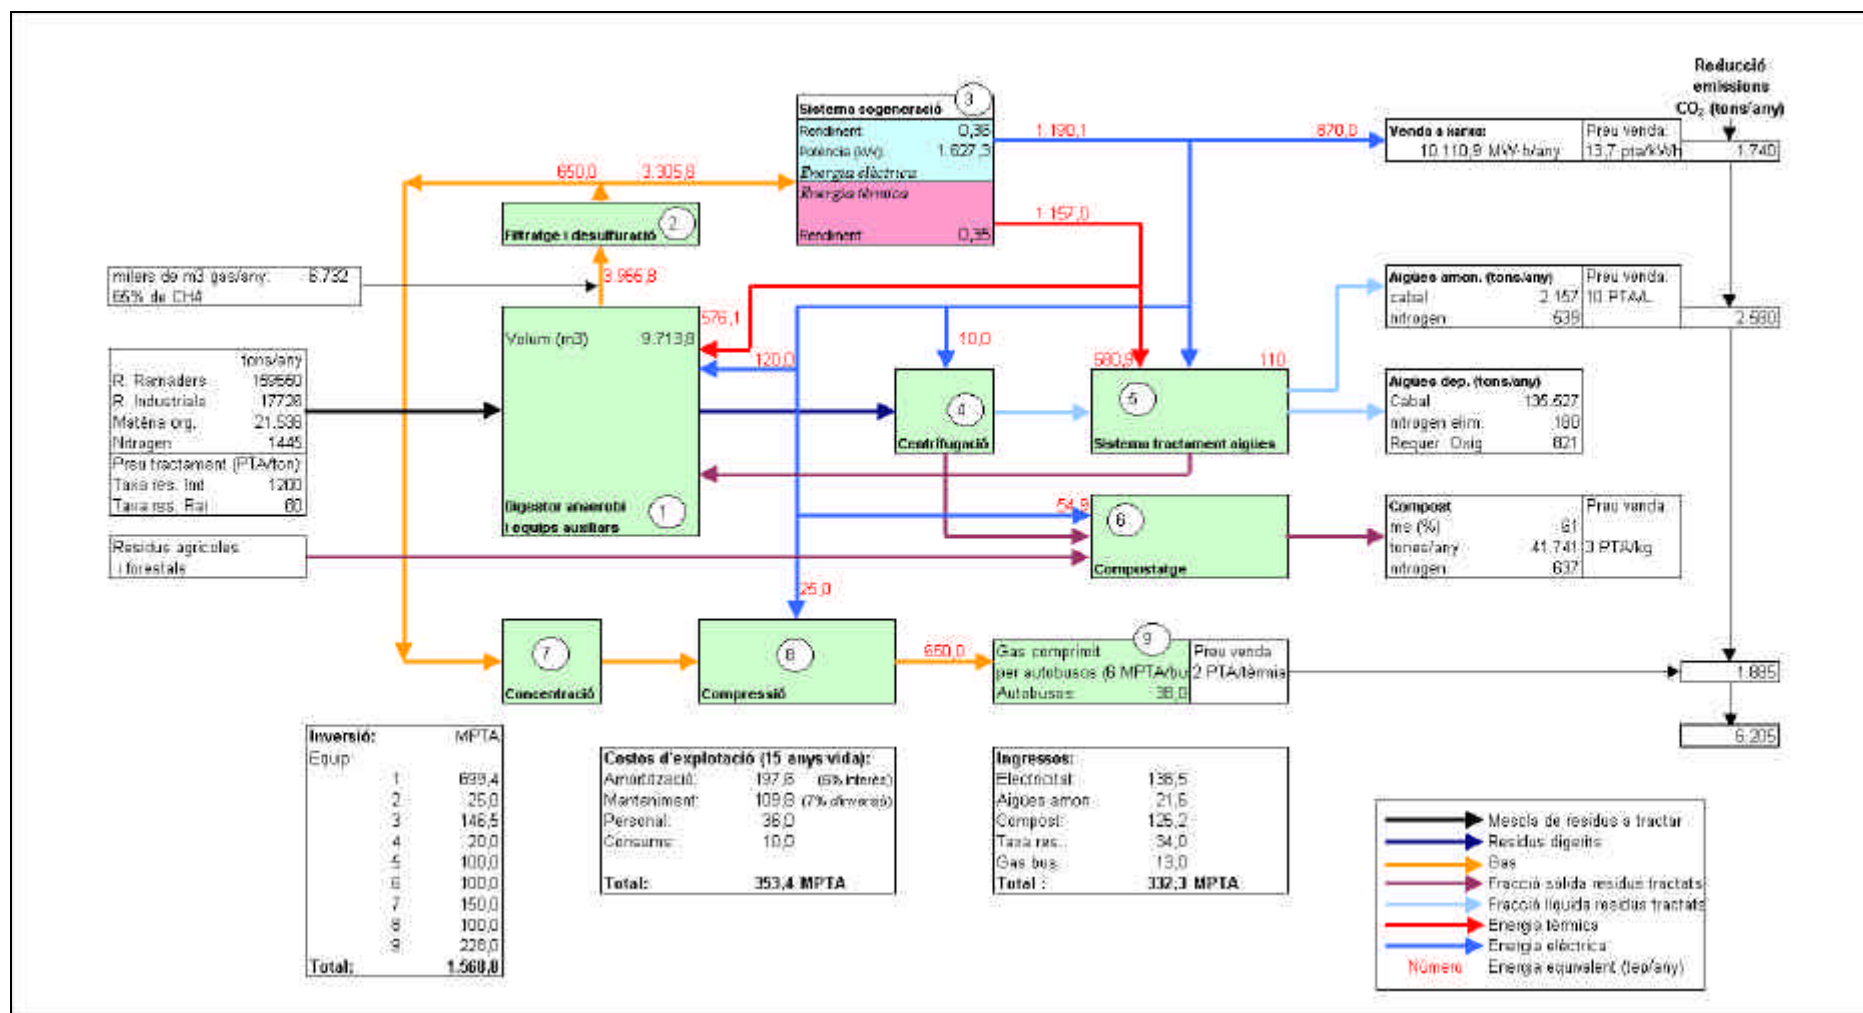 Reducció
emissions
CO₂ (tons/any)
Sistema cogeneració 3
Rendiment: 0,36
Potència (kW): 1.627,3
Energia elèctrica
Energia tèrmica
Rendiment: 0,35
1.190,1
870,0
Venda a xarxa:
10.110,9 MW·h/any
Preu venda:
13,7 pta/kWh
1.740
650,0
3.305,8
Filtratge i desulfuració 2
1.157,0
milers de m3 gas/any: 6.732
65% de CH4
Aigües amon. (tons/any)
cabal 2.157
nitrogen 539
Preu venda:
10 PTA/L
2.580
Volum (m3) 9.713,8
576,1
120,0
10,0
110
tons/any
R. Ramaders
R. Industrials
Matèria org. 21.536
Nitrogen 1445
Preu tractament (PTA/ton)
Taxa res. Ind 1200
Taxa res. Ra 60
Digestor anaerobi
i equips auxiliars 1
4
Centrifugació
5
Sistema tractament aigües
Aigües dep. (tons/any)
Cabal
nitrogen elim.
Requer. Oxig 821
Residus agrícoles
i forestals
54,9
6
Compostatge
Compost
ms (%) 61
tones/any 41.741
nitrogen 637
Preu venda:
3 PTA/kg
25,0
7
Concentració
8
Compressió
650,0
9
Gas comprimit
per autobusos (6 MPTA/bu
Autobusos: 38,0
Preu venda
2 PTA/tèrmia
1.885
6.205
Inversió: MPTA
Equip
1 699,4
2 25,0
3 146,5
4 20,0
5 100,0
6 100,0
7 150,0
8 100,0
9 228,0
Total: 1.568,8
Costos d'explotació (15 anys vida):
Amortització: 197,6 (6% interès)
Manteniment: 109,8 (7% d'inversió)
Personal: 36,0
Consums: 10,0
Total: 353,4 MPTA
Ingressos:
Electricitat: 138,5
Aigües amon. 21,6
Compost: 125,2
Taxa res.: 34,0
Gas bus. 13,0
Total : 332,3 MPTA
Mescla de residus a tractar
Residus digerits
Gas
Fracció sòlida residus tractats
Fracció líquida residus tractats
Energia tèrmica
Energia elèctrica
Número Energia equivalent (tep/any)